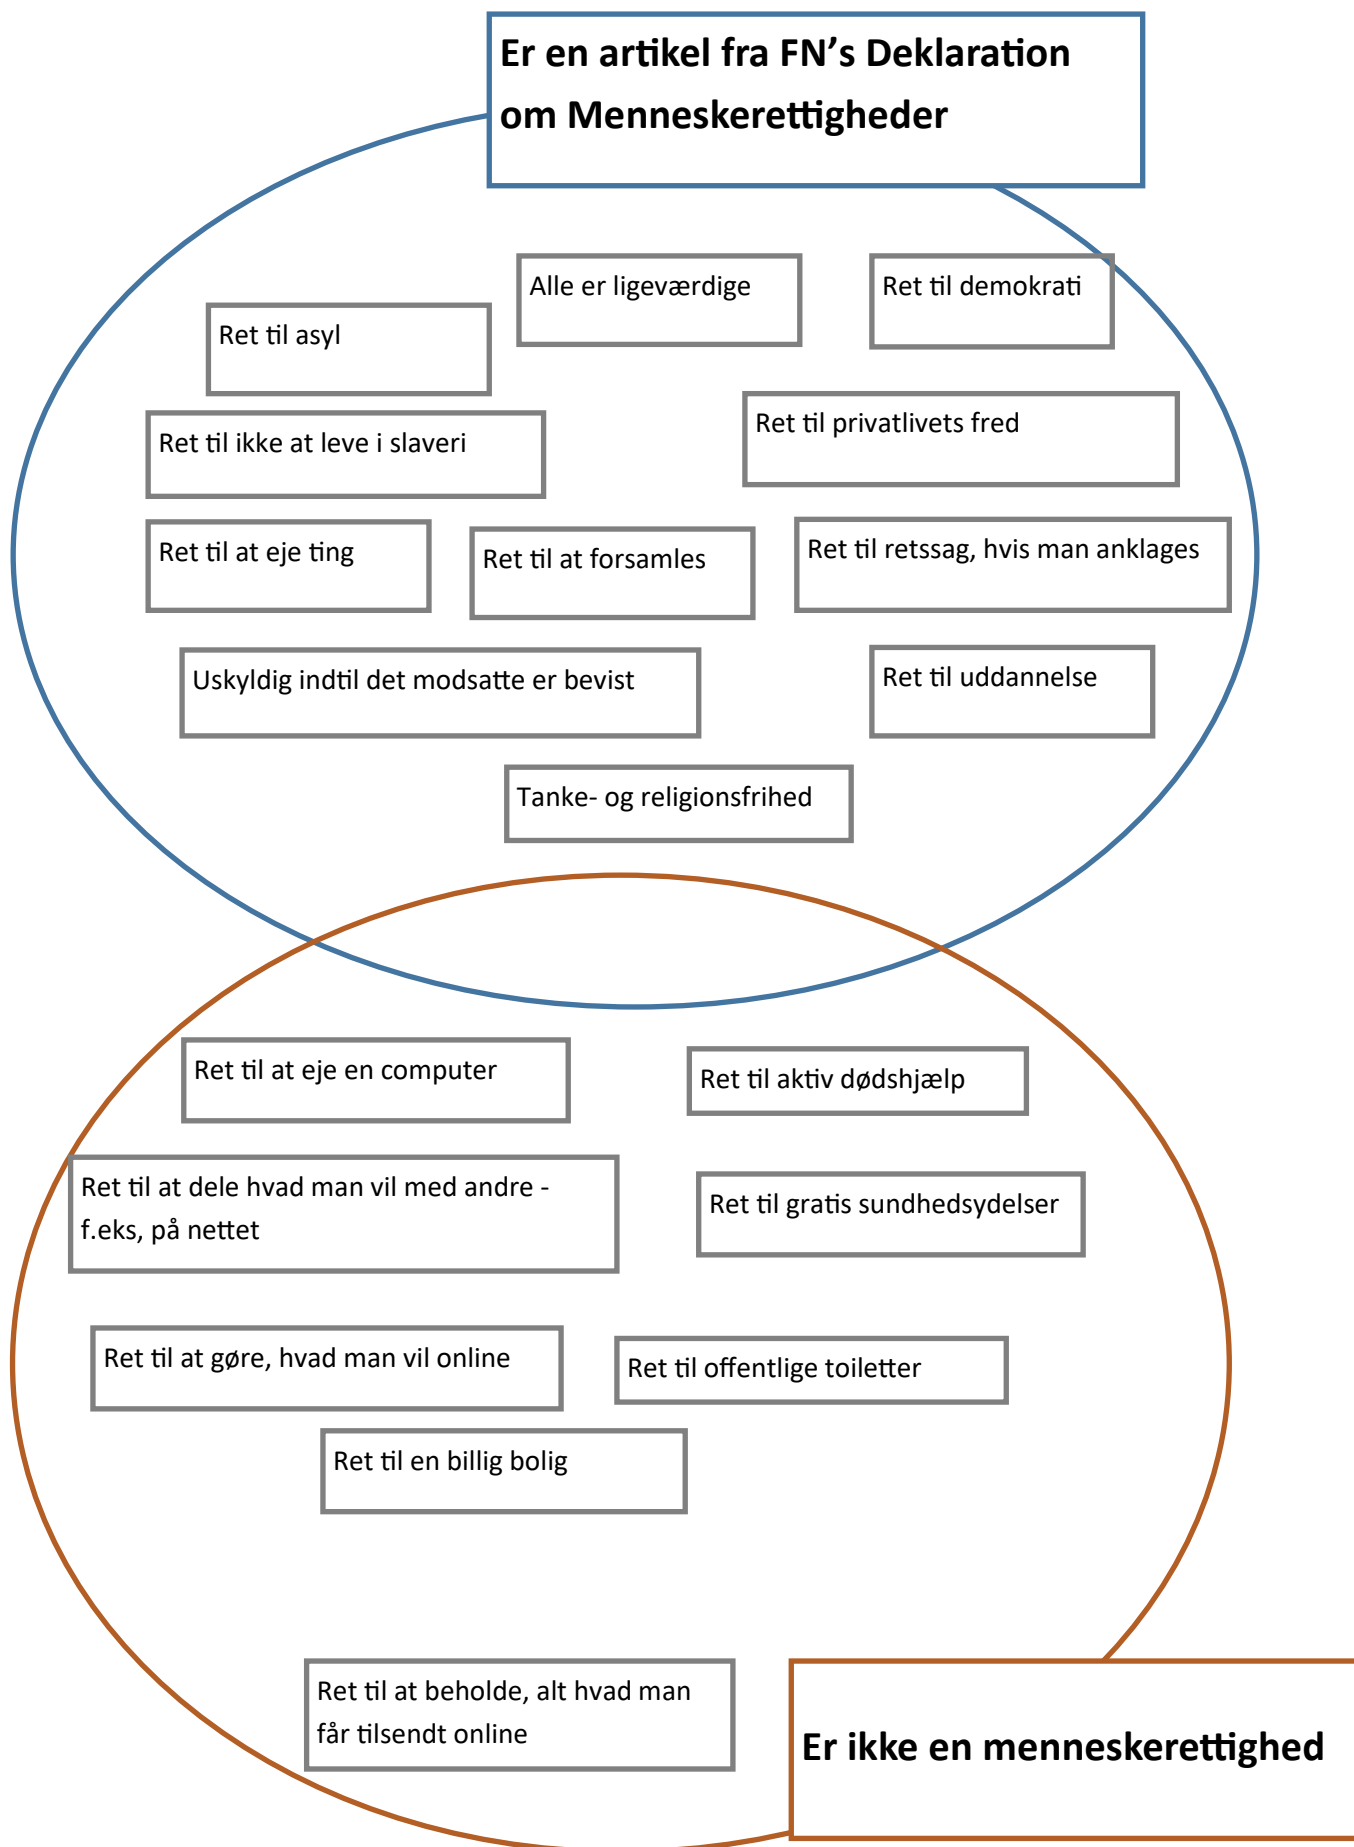 Er en artikel fra FN’s Deklaration
om Menneskerettigheder
Alle er ligeværdige
Ret til demokrati
Ret til asyl
Ret til privatlivets fred
Ret til ikke at leve i slaveri
Ret til at eje ting
Ret til at forsamles
Ret til retssag, hvis man anklages
Uskyldig indtil det modsatte er bevist
Ret til uddannelse
Tanke- og religionsfrihed
Ret til at eje en computer
Ret til aktiv dødshjælp
Ret til at dele hvad man vil med andre -
f.eks, på nettet
Ret til gratis sundhedsydelser
Ret til at gøre, hvad man vil online
Ret til offentlige toiletter
Ret til en billig bolig
Ret til at beholde, alt hvad man
får tilsendt online
Er ikke en menneskerettighed